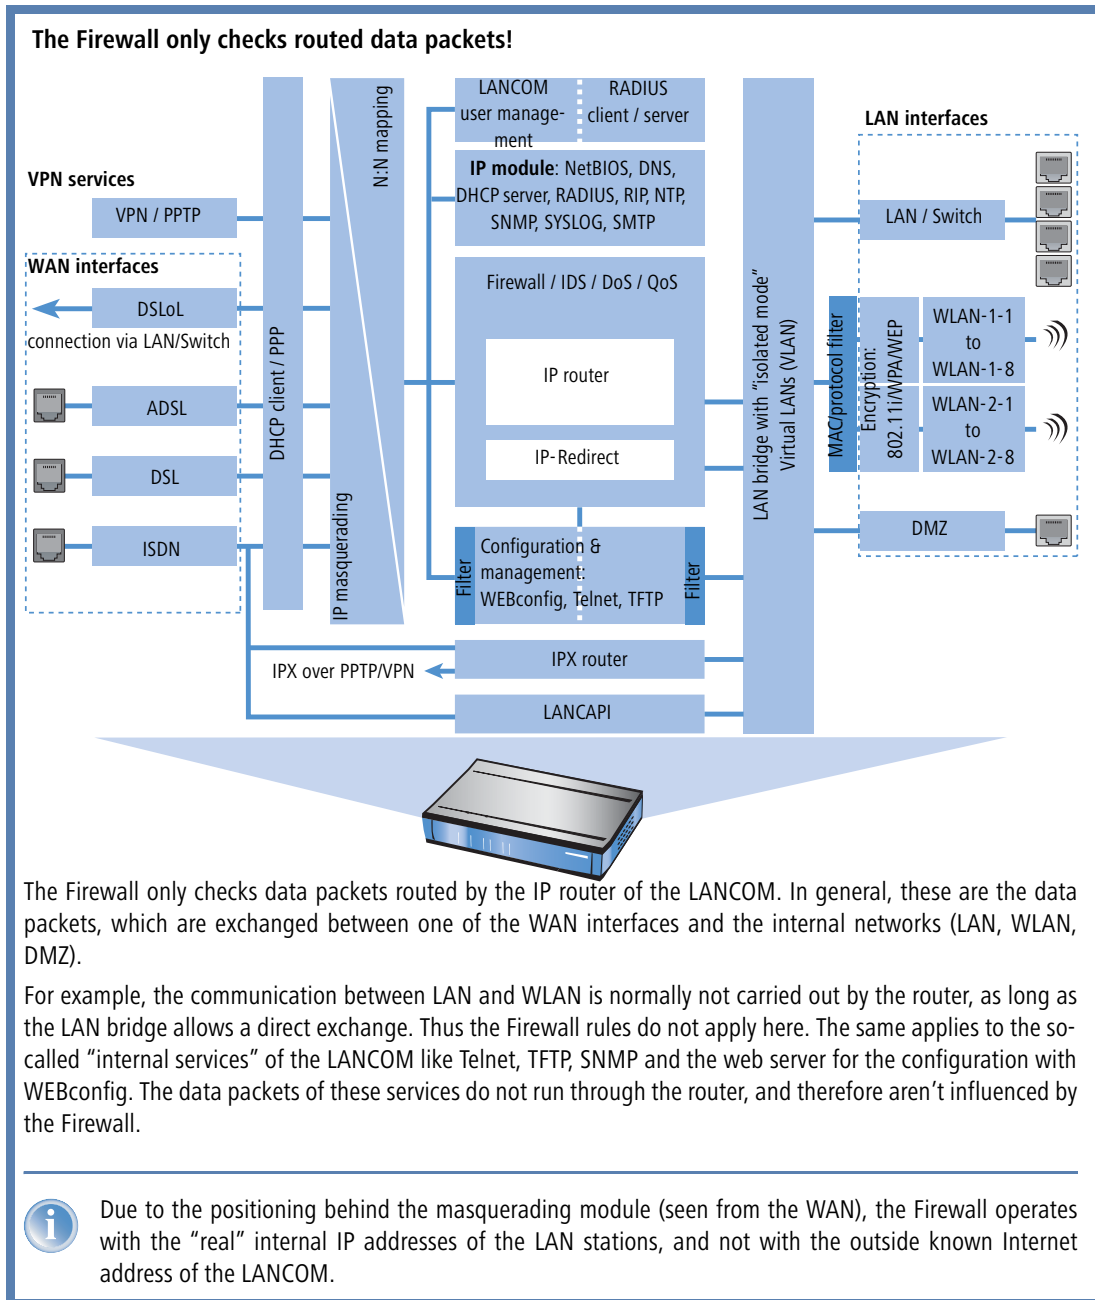 The Firewall only checks routed data packets!
VPN services
VPN / PPTP
WAN interfaces
DSLoL
connection via LAN/Switch
ADSL
DSL
ISDN
DHCP client / PPP
N:N mapping
IP masquerading
LANCOM
user manage-
ment
RADIUS
client / server
IP module: NetBIOS, DNS,
DHCP server, RADIUS, RIP, NTP,
SNMP, SYSLOG, SMTP
Firewall / IDS / DoS / QoS
IP router
IP-Redirect
Filter
Configuration &
management:
WEBconfig, Telnet, TFTP
Filter
IPX router
IPX over PPTP/VPN
LANCAPI
LAN bridge with "isolated mode"
Virtual LANs (VLAN)
LAN interfaces
LAN / Switch
MAC/protocol filter
Encryption:
802.11i/WPA/WEP
WLAN-1-1
to
WLAN-1-8
WLAN-2-1
to
WLAN-2-8
DMZ
The Firewall only checks data packets routed by the IP router of the LANCOM. In general, these are the data
packets, which are exchanged between one of the WAN interfaces and the internal networks (LAN, WLAN,
DMZ).
For example, the communication between LAN and WLAN is normally not carried out by the router, as long as
the LAN bridge allows a direct exchange. Thus the Firewall rules do not apply here. The same applies to the so-
called “internal services” of the LANCOM like Telnet, TFTP, SNMP and the web server for the configuration with
WEBconfig. The data packets of these services do not run through the router, and therefore aren’t influenced by
the Firewall.
i
Due to the positioning behind the masquerading module (seen from the WAN), the Firewall operates
with the “real” internal IP addresses of the LAN stations, and not with the outside known Internet
address of the LANCOM.